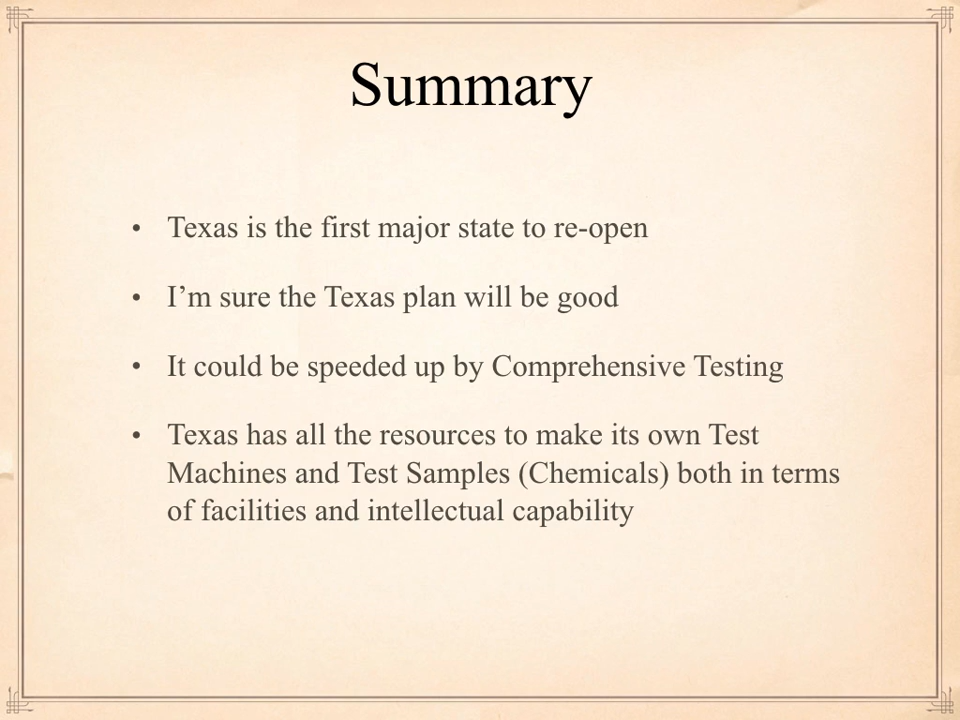 Summary
• Texas is the first major state to re-open
• I’m sure the Texas plan will be good
• It could be speeded up by Comprehensive Testing
• Texas has all the resources to make its own Test
Machines and Test Samples (Chemicals) both in terms
of facilities and intellectual capability